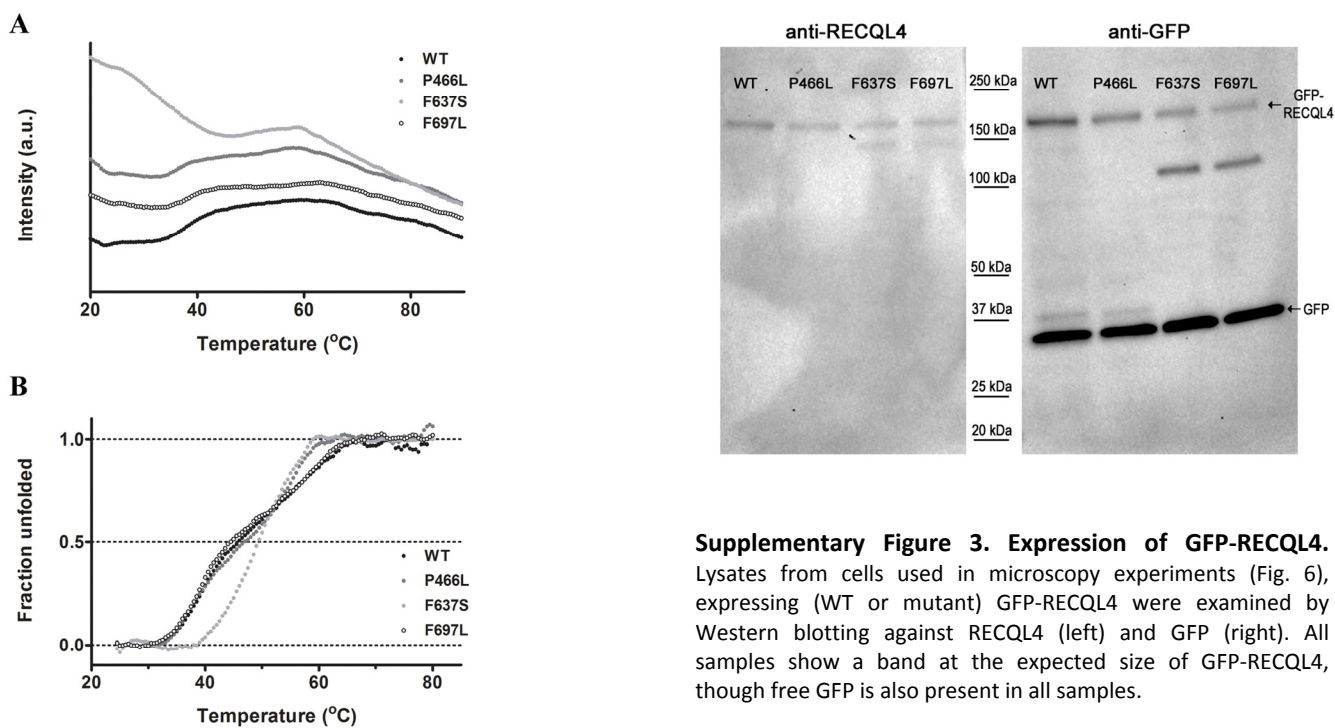 A
Intensity (a.u.)
WT
P466L
F637S
F697L
20 40 60 80
Temperature (°C)
B
Fraction unfolded
1.0
0.5
0.0
WT
P466L
F637S
F697L
20 40 60 80
Temperature (°C)
anti-RECQL4 anti-GFP
WT P466L F637S F697L
250 kDa
150 kDa
100 kDa
50 kDa
37 kDa
25 kDa
20 kDa
WT P466L F637S F697L
←GFP-
RECQL4
←GFP
Supplementary Figure 3. Expression of GFP-RECQL4.
Lysates from cells used in microscopy experiments (Fig. 6),
expressing (WT or mutant) GFP-RECQL4 were examined by
Western blotting against RECQL4 (left) and GFP (right). All
samples show a band at the expected size of GFP-RECQL4,
though free GFP is also present in all samples.